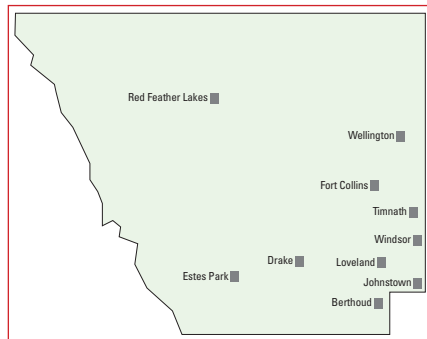 Red Feather Lakes
Wellington
Fort Collins
Timnath
Windsor
Drake
Loveland
Estes Park
Johnstown
Berthoud